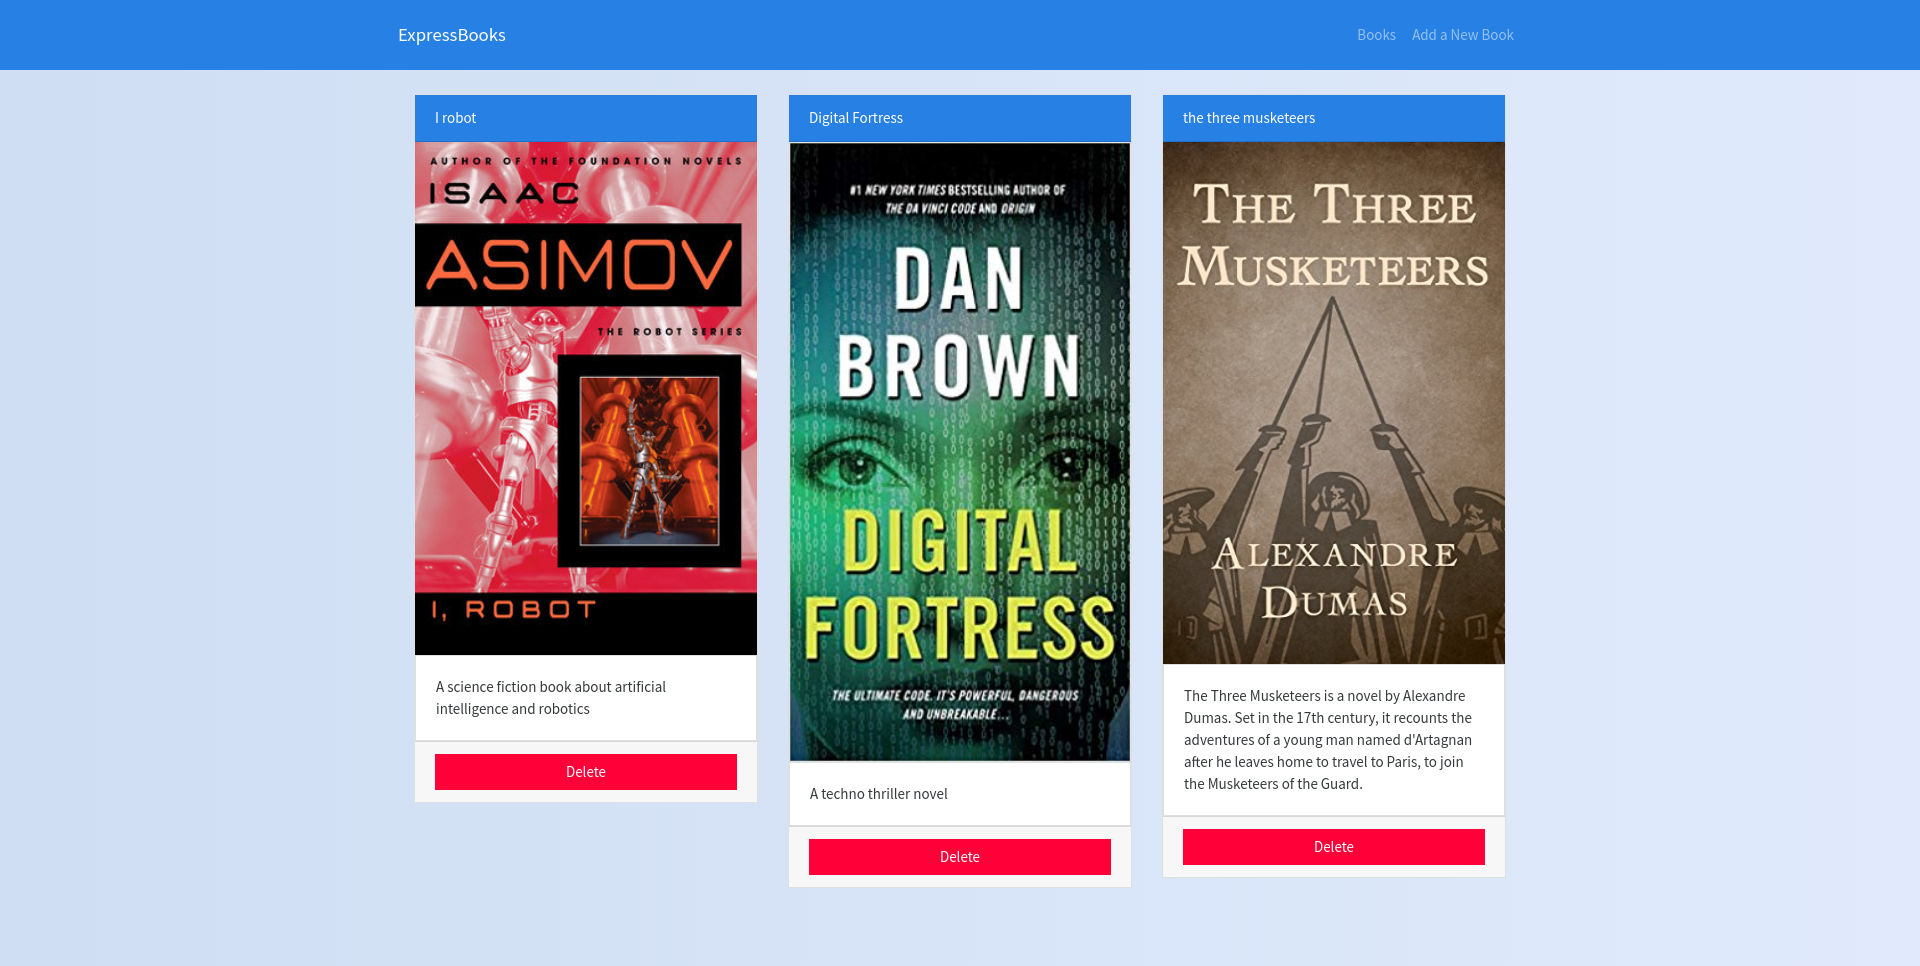 ExpressBooks
Books
Add a New Book
I robot
AUTHOR OF THE FOUNDATION NOVELS
ISAAC
ASIMOV
THE ROBOT SERIES
I, ROBOT
A science fiction book about artificial
intelligence and robotics
Delete
Digital Fortress
#1 NEW YORK TIMES BESTSELLING AUTHOR OF
THE DA VINCI CODE AND ORIGIN
DAN
BROWN
DIGITAL
FORTRESS
THE ULTIMATE CODE. IT'S POWERFUL, DANGEROUS
AND UNBREAKABLE...
A techno thriller novel
Delete
the three musketeers
THE THREE
MUSKETEERS
ALEXANDRE
DUMAS
The Three Musketeers is a novel by Alexandre
Dumas. Set in the 17th century, it recounts the
adventures of a young man named d'Artagnan
after he leaves home to travel to Paris, to join
the Musketeers of the Guard.
Delete